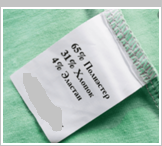 65% Полиэстер
31% Хлопок
4% Эластан